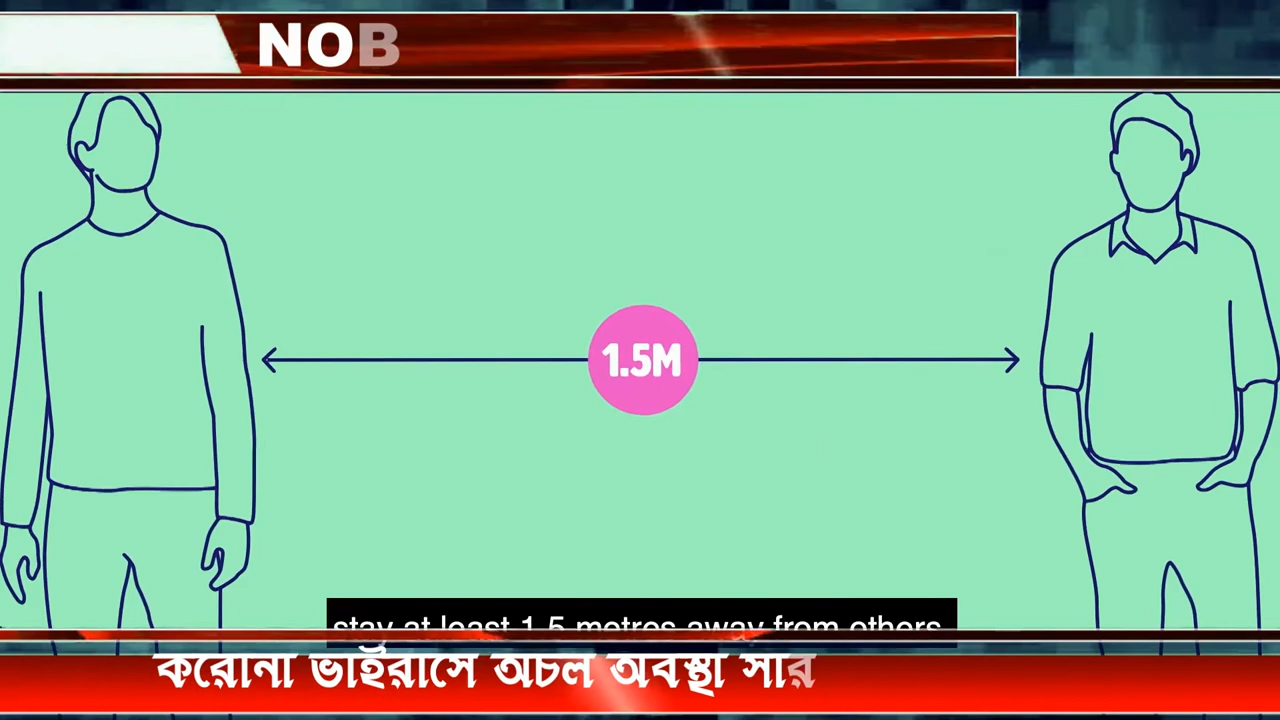 NOB
1.5M
stay at least 1.5 metres away from others
করোনা ভাইরাসে অচল অবস্থা সার